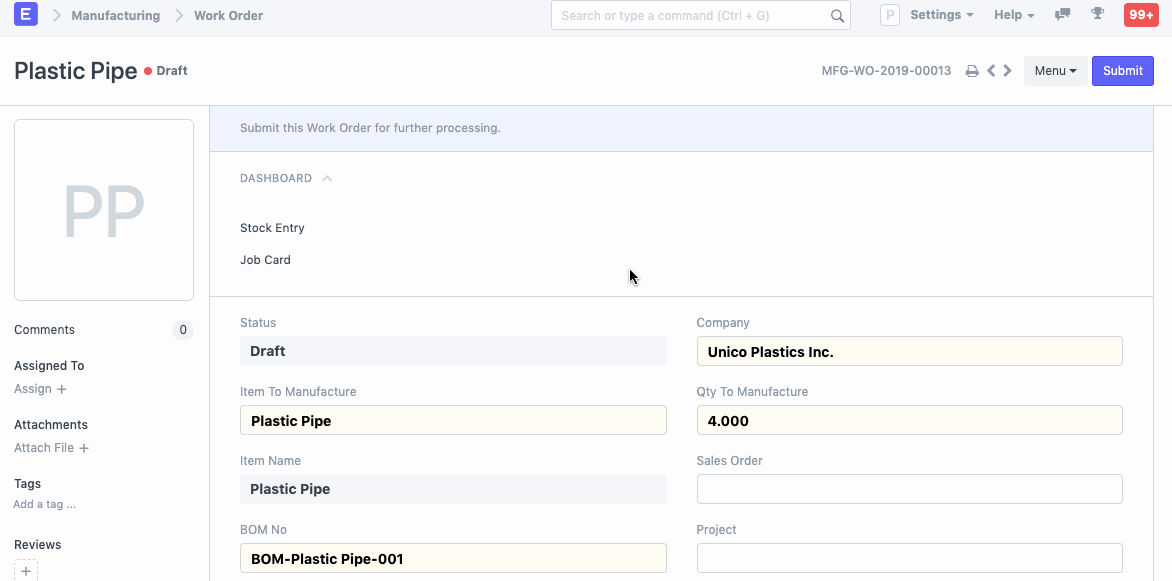 E Manufacturing Work Order Search or type a command (Ctrl + G) P Settings Help 99+
Plastic Pipe Draft MFG-WO-2019-00013 Menu Submit
PP
Submit this Work Order for further processing.
DASHBOARD
Stock Entry
Job Card
Comments 0
Assigned To
Assign +
Attachments
Attach File +
Tags
Add a tag ...
Reviews
+
Status
Draft
Company
Unico Plastics Inc.
Item To Manufacture
Plastic Pipe
Qty To Manufacture
4.000
Item Name
Plastic Pipe
Sales Order
BOM No
BOM-Plastic Pipe-001
Project